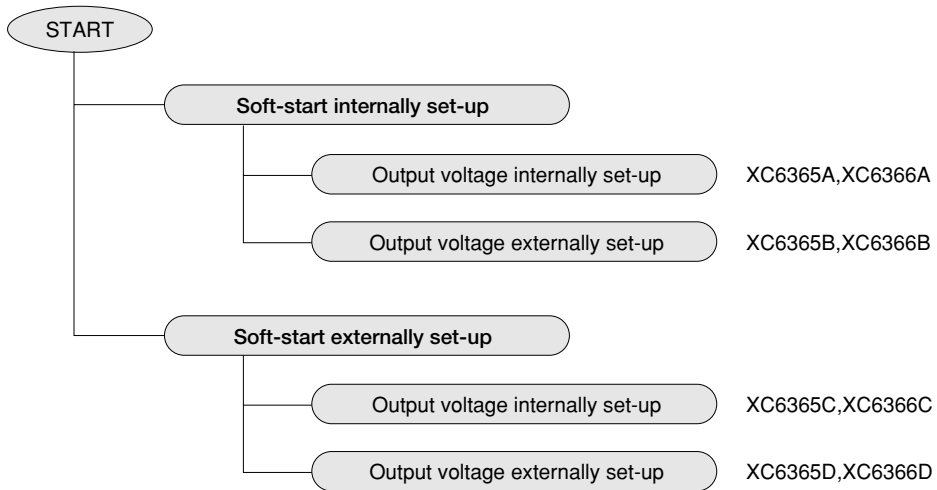 START
Soft-start internally set-up
Output voltage internally set-up XC6365A,XC6366A
Output voltage externally set-up XC6365B,XC6366B
Soft-start externally set-up
Output voltage internally set-up XC6365C,XC6366C
Output voltage externally set-up XC6365D,XC6366D